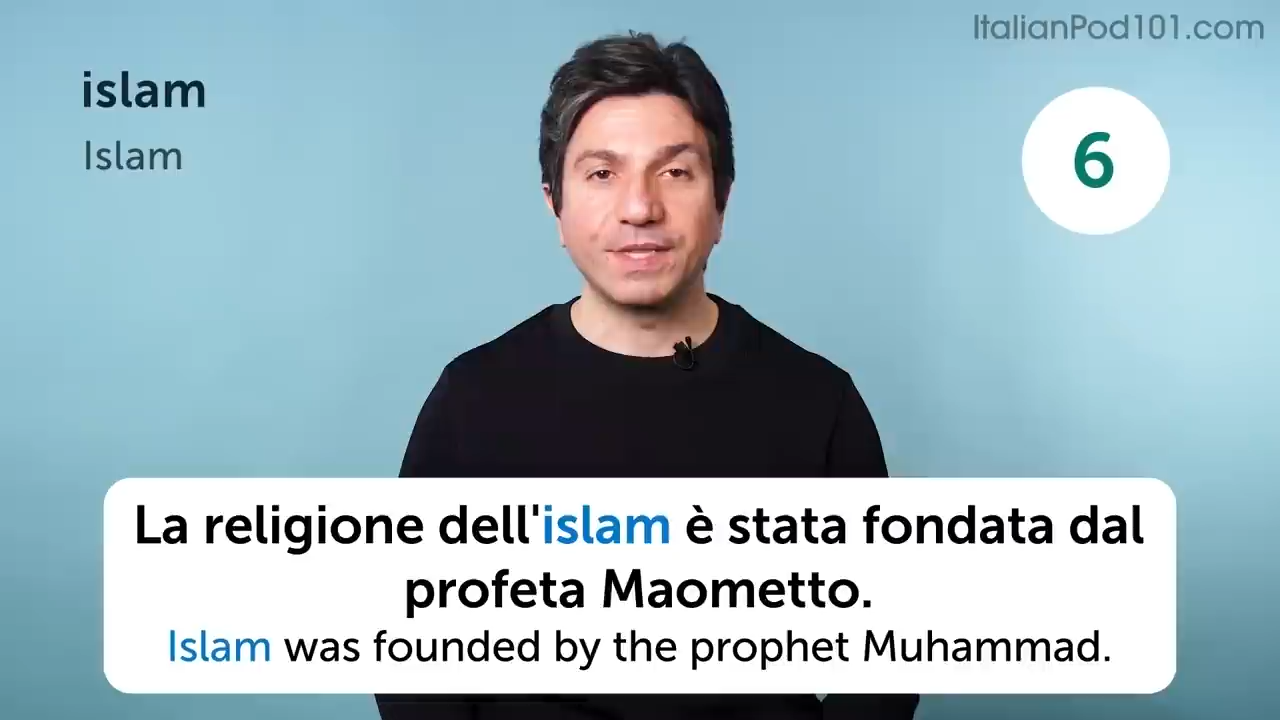 ItalianPod101.com
islam
Islam
6
La religione dell'islam è stata fondata dal
profeta Maometto.
Islam was founded by the prophet Muhammad.